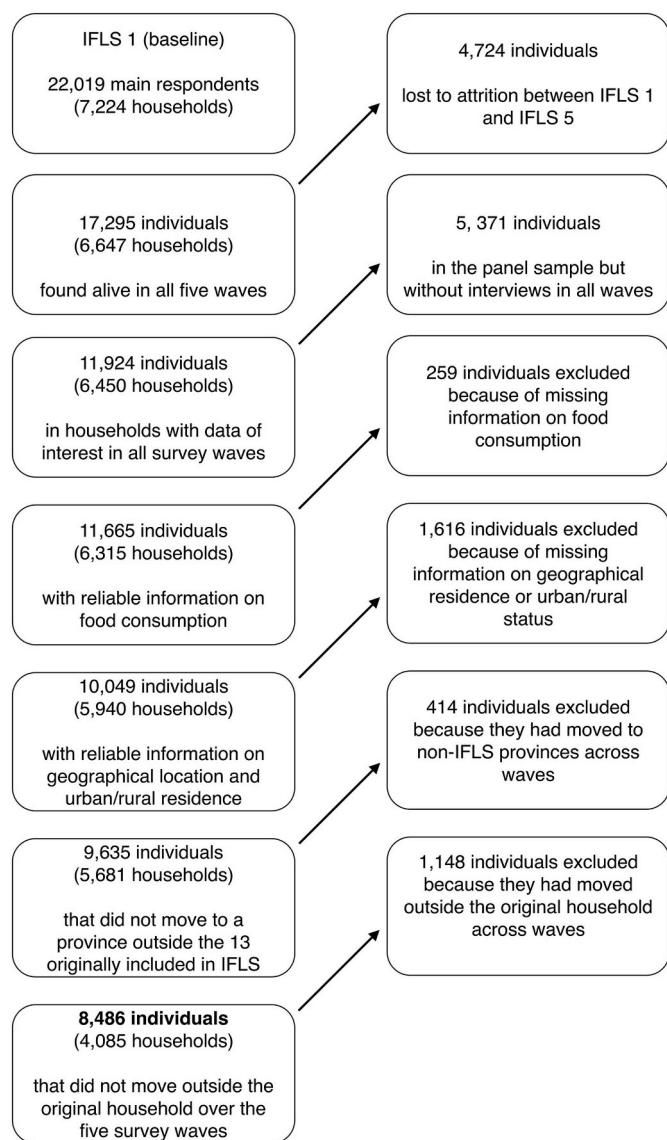 IFLS 1 (baseline)
22,019 main respondents
(7,224 households)
4,724 individuals
lost to attrition between IFLS 1
and IFLS 5
17,295 individuals
(6,647 households)
found alive in all five waves
5, 371 individuals
in the panel sample but
without interviews in all waves
11,924 individuals
(6,450 households)
in households with data of
interest in all survey waves
259 individuals excluded
because of missing
information on food
consumption
11,665 individuals
(6,315 households)
with reliable information on
food consumption
1,616 individuals excluded
because of missing
information on geographical
residence or urban/rural
status
10,049 individuals
(5,940 households)
with reliable information on
geographical location and
urban/rural residence
414 individuals excluded
because they had moved to
non-IFLS provinces across
waves
9,635 individuals
(5,681 households)
that did not move to a
province outside the 13
originally included in IFLS
1,148 individuals excluded
because they had moved
outside the original household
across waves
8,486 individuals
(4,085 households)
that did not move outside the
original household over the
five survey waves